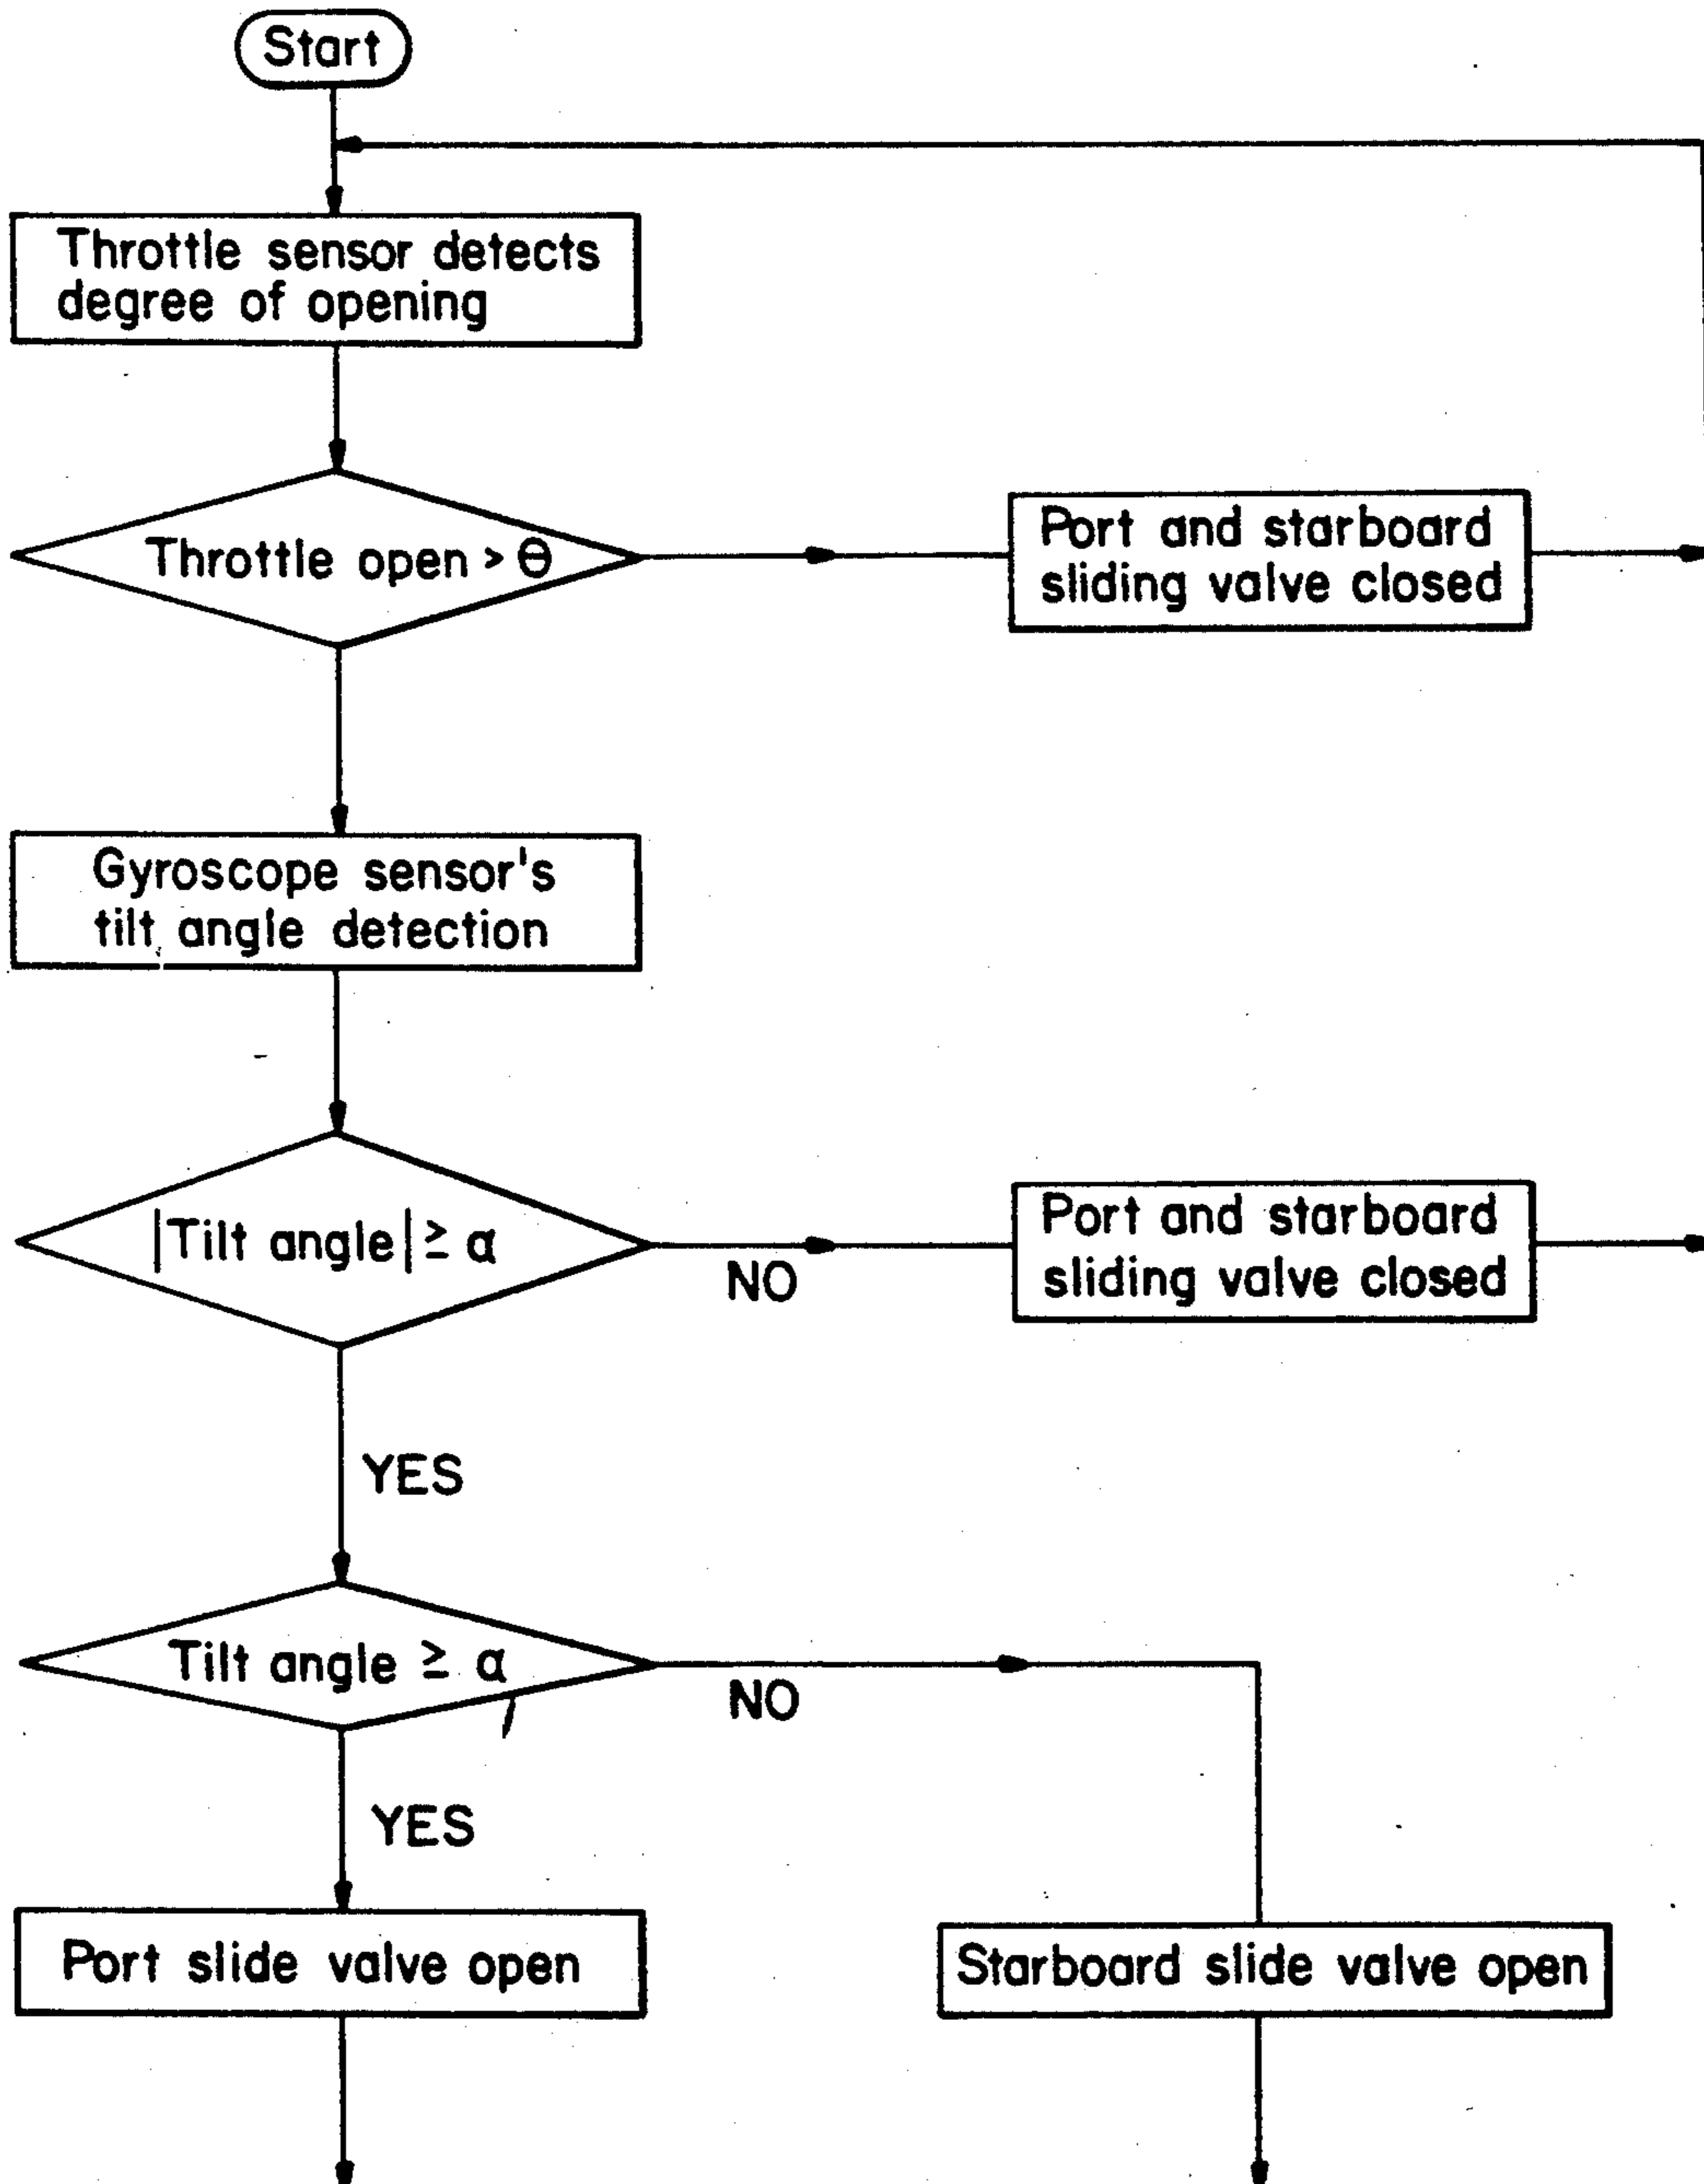 Start
Throttle sensor detects
degree of opening
Throttle open > Θ
Port and starboard
sliding valve closed
Gyroscope sensor's
tilt angle detection
|Tilt angle| ≥ α
NO
Port and starboard
sliding valve closed
YES
Tilt angle ≥ α
NO
YES
Port slide valve open
Starboard slide valve open